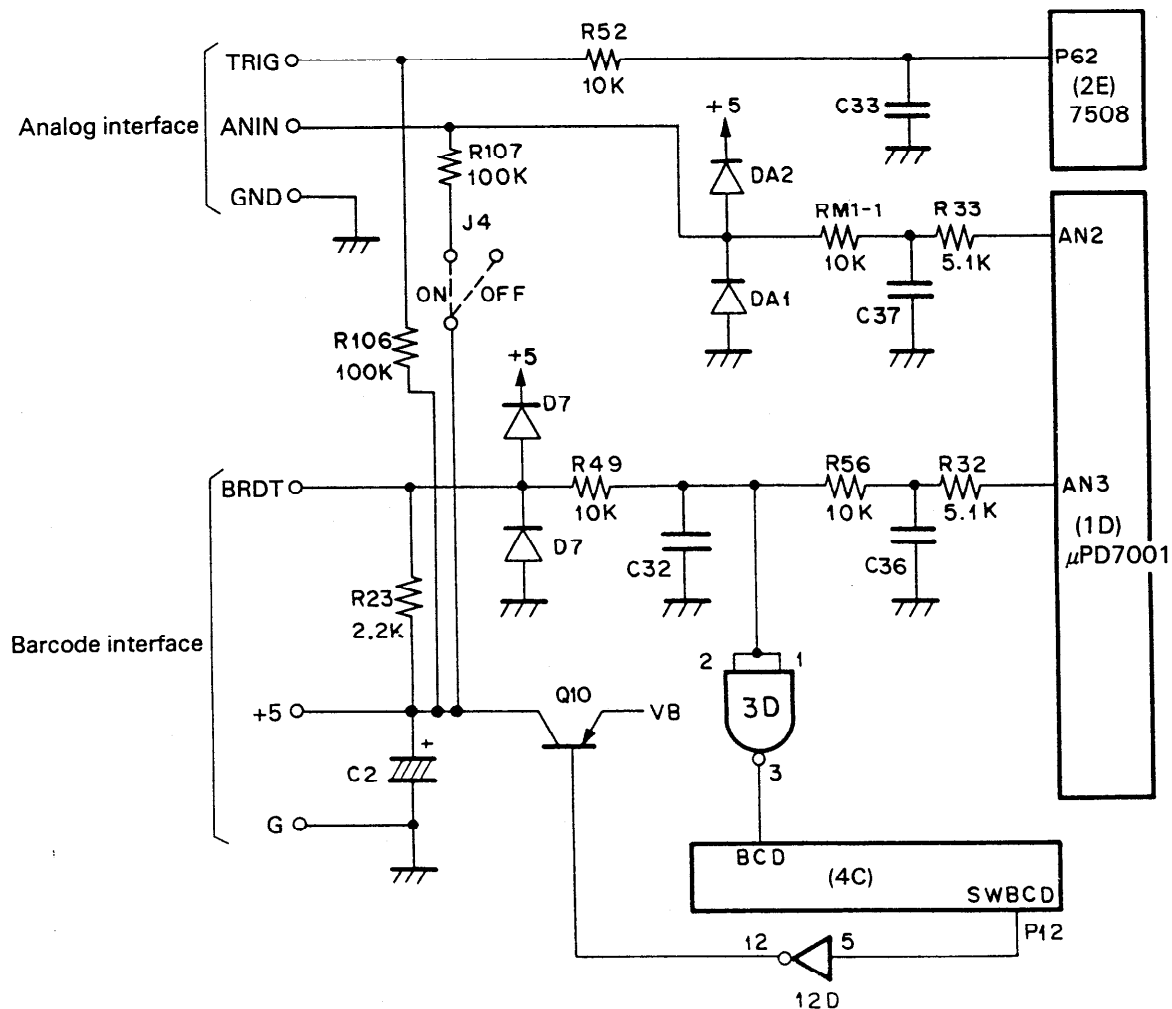 R52
TRIG
10K
P62
(2E)
7508
C33
+5
Analog interface
ANIN
R107
100K
DA2
GND
J4
RM1-1
R33
AN2
10K
5.1K
ON
OFF
DA1
C37
R106
100K
+5
D7
BRDT
R49
10K
R56
10K
R32
5.1K
AN3
(1D)
μPD7001
D7
C32
C36
R23
2.2K
Barcode interface
2
1
Q10
+5
VB
3D
+
C2
3
G
BCD
(4C)
SWBCD
P12
12
5
12D